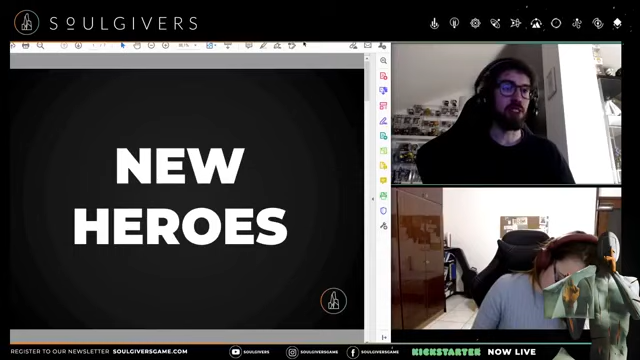 SOULGIVERS
NEW
HEROES
REGISTER TO OUR NEWSLETTER SOULGIVERSGAME.COM
SOULGIVERS
SOULGIVERSGAME
SOULGIVERSGAME
KICKSTARTER NOW LIVE